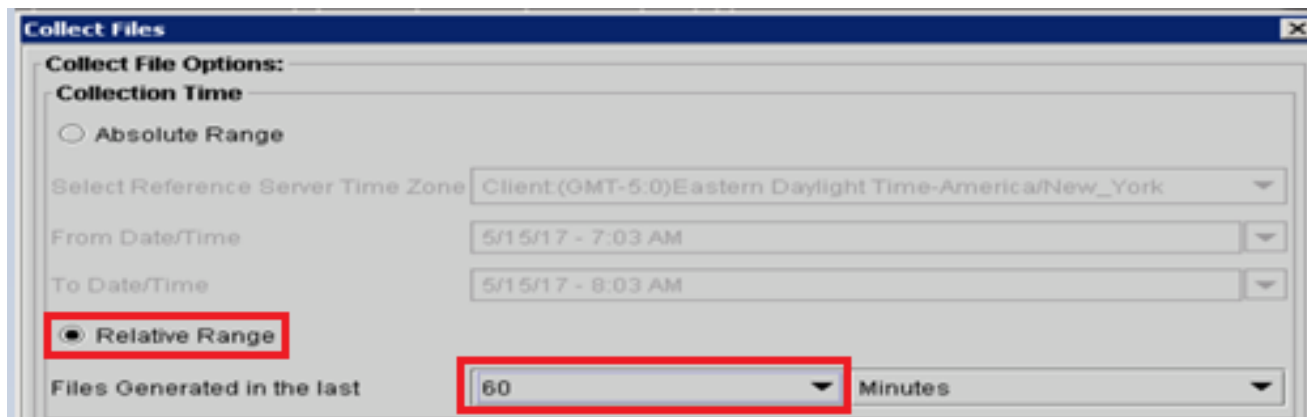 Collect Files
Collect File Options:
Collection Time
Absolute Range
Select Reference Server Time Zone Client:(GMT-5:0)Eastern Daylight Time-America/New_York
From Date/Time 5/15/17 - 7:03 AM
To Date/Time 5/15/17 - 8:03 AM
Relative Range
Files Generated in the last 60 Minutes